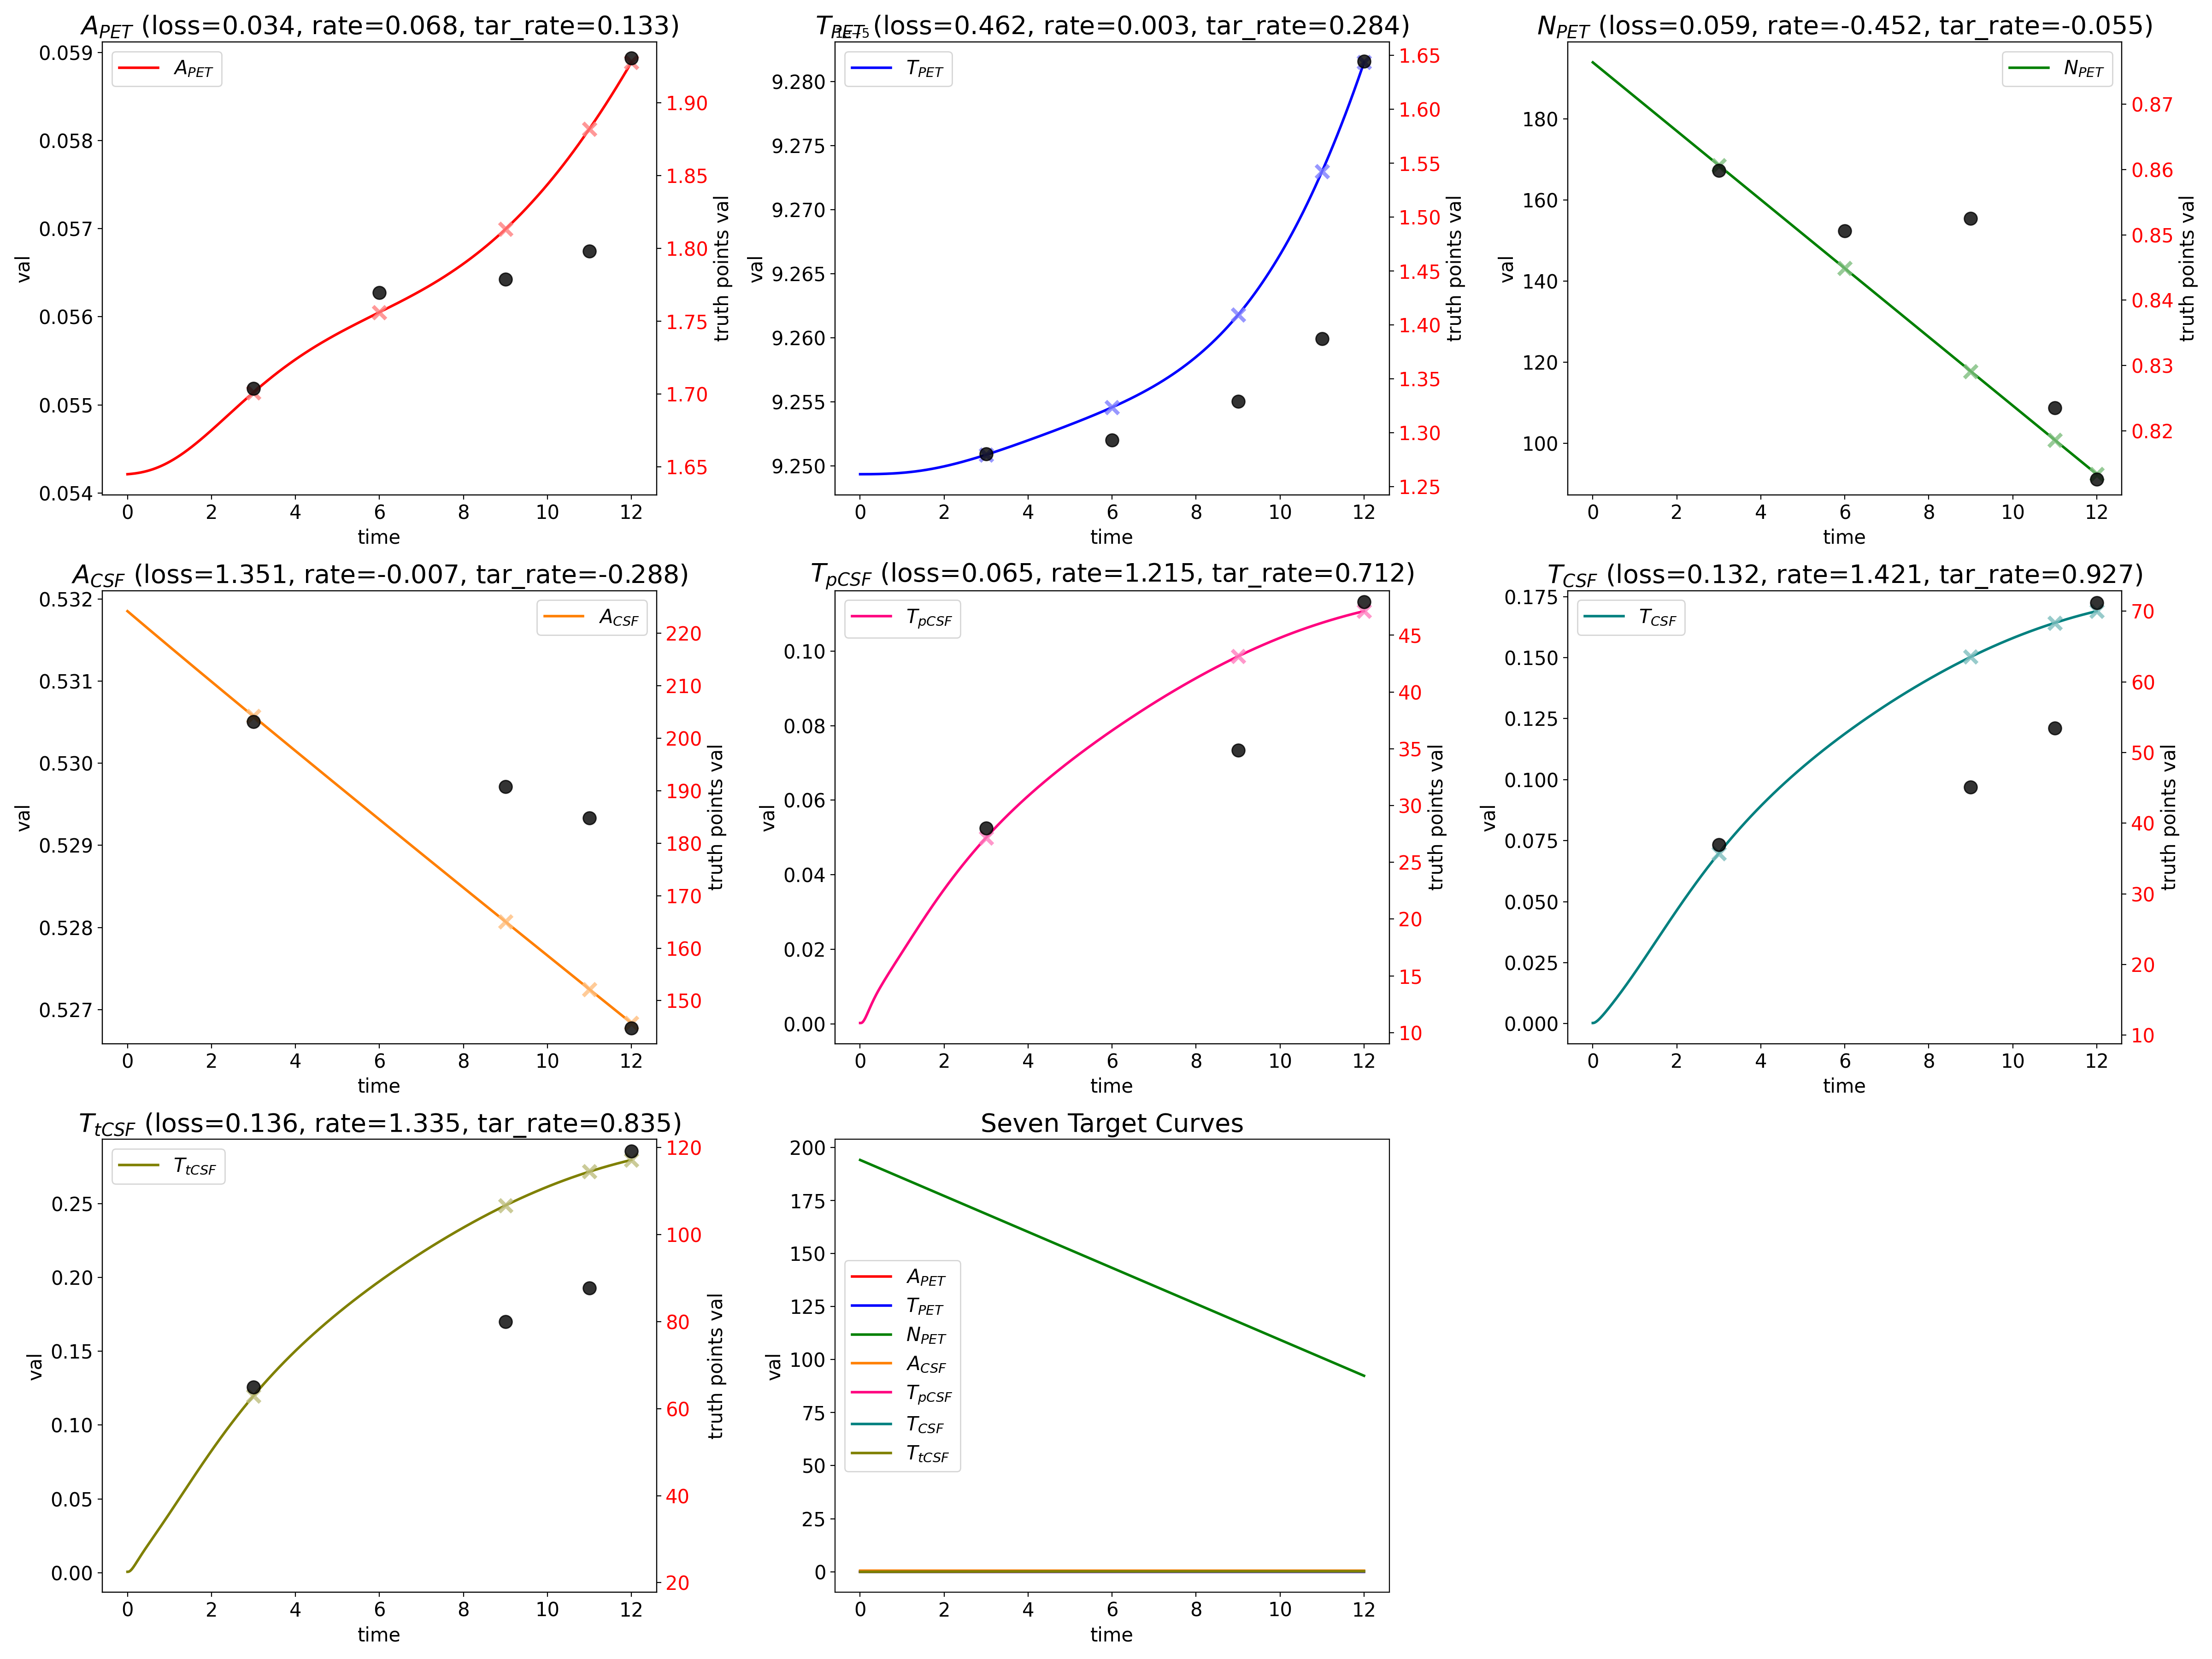 A_PET (loss=0.034, rate=0.068, tar_rate=0.133)
A_PET
val
0.059
0.058
0.057
0.056
0.055
0.054
1.90
1.85
1.80
1.75
1.70
1.65
truth points val
0 2 4 6 8 10 12
time
T_PET (loss=0.462, rate=0.003, tar_rate=0.284)
T_PET
val
9.280
9.275
9.270
9.265
9.260
9.255
9.250
1.65
1.60
1.55
1.50
1.45
1.40
1.35
1.30
1.25
truth points val
0 2 4 6 8 10 12
time
N_PET (loss=0.059, rate=-0.452, tar_rate=-0.055)
N_PET
val
180
160
140
120
100
0.87
0.86
0.85
0.84
0.83
0.82
truth points val
0 2 4 6 8 10 12
time
A_CSF (loss=1.351, rate=-0.007, tar_rate=-0.288)
A_CSF
val
0.532
0.531
0.530
0.529
0.528
0.527
220
210
200
190
180
170
160
150
truth points val
0 2 4 6 8 10 12
time
T_pCSF (loss=0.065, rate=1.215, tar_rate=0.712)
T_pCSF
val
0.10
0.08
0.06
0.04
0.02
0.00
45
40
35
30
25
20
15
10
truth points val
0 2 4 6 8 10 12
time
T_CSF (loss=0.132, rate=1.421, tar_rate=0.927)
T_CSF
val
0.175
0.150
0.125
0.100
0.075
0.050
0.025
0.000
70
60
50
40
30
20
10
truth points val
0 2 4 6 8 10 12
time
T_tCSF (loss=0.136, rate=1.335, tar_rate=0.835)
T_tCSF
val
0.25
0.20
0.15
0.10
0.05
0.00
120
100
80
60
40
20
truth points val
0 2 4 6 8 10 12
time
Seven Target Curves
val
200
175
150
125
100
75
50
25
0
A_PET
T_PET
N_PET
A_CSF
T_pCSF
T_CSF
T_tCSF
0 2 4 6 8 10 12
time